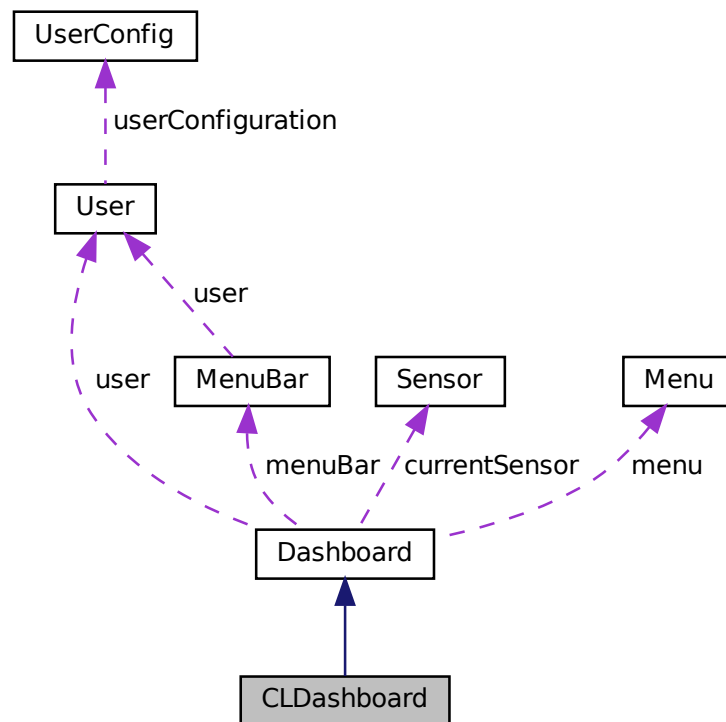 UserConfig
userConfiguration
User
user
user
MenuBar
Sensor
Menu
menuBar
currentSensor
menu
Dashboard
CLDashboard